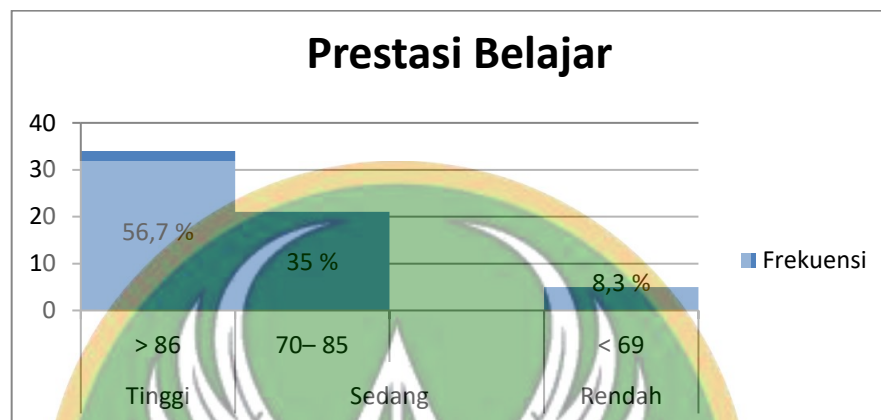 Prestasi Belajar
40
30
20
10
0
56,7 %
35 %
8,3 %
> 86
70– 85
< 69
Tinggi
Sedang
Rendah
Frekuensi